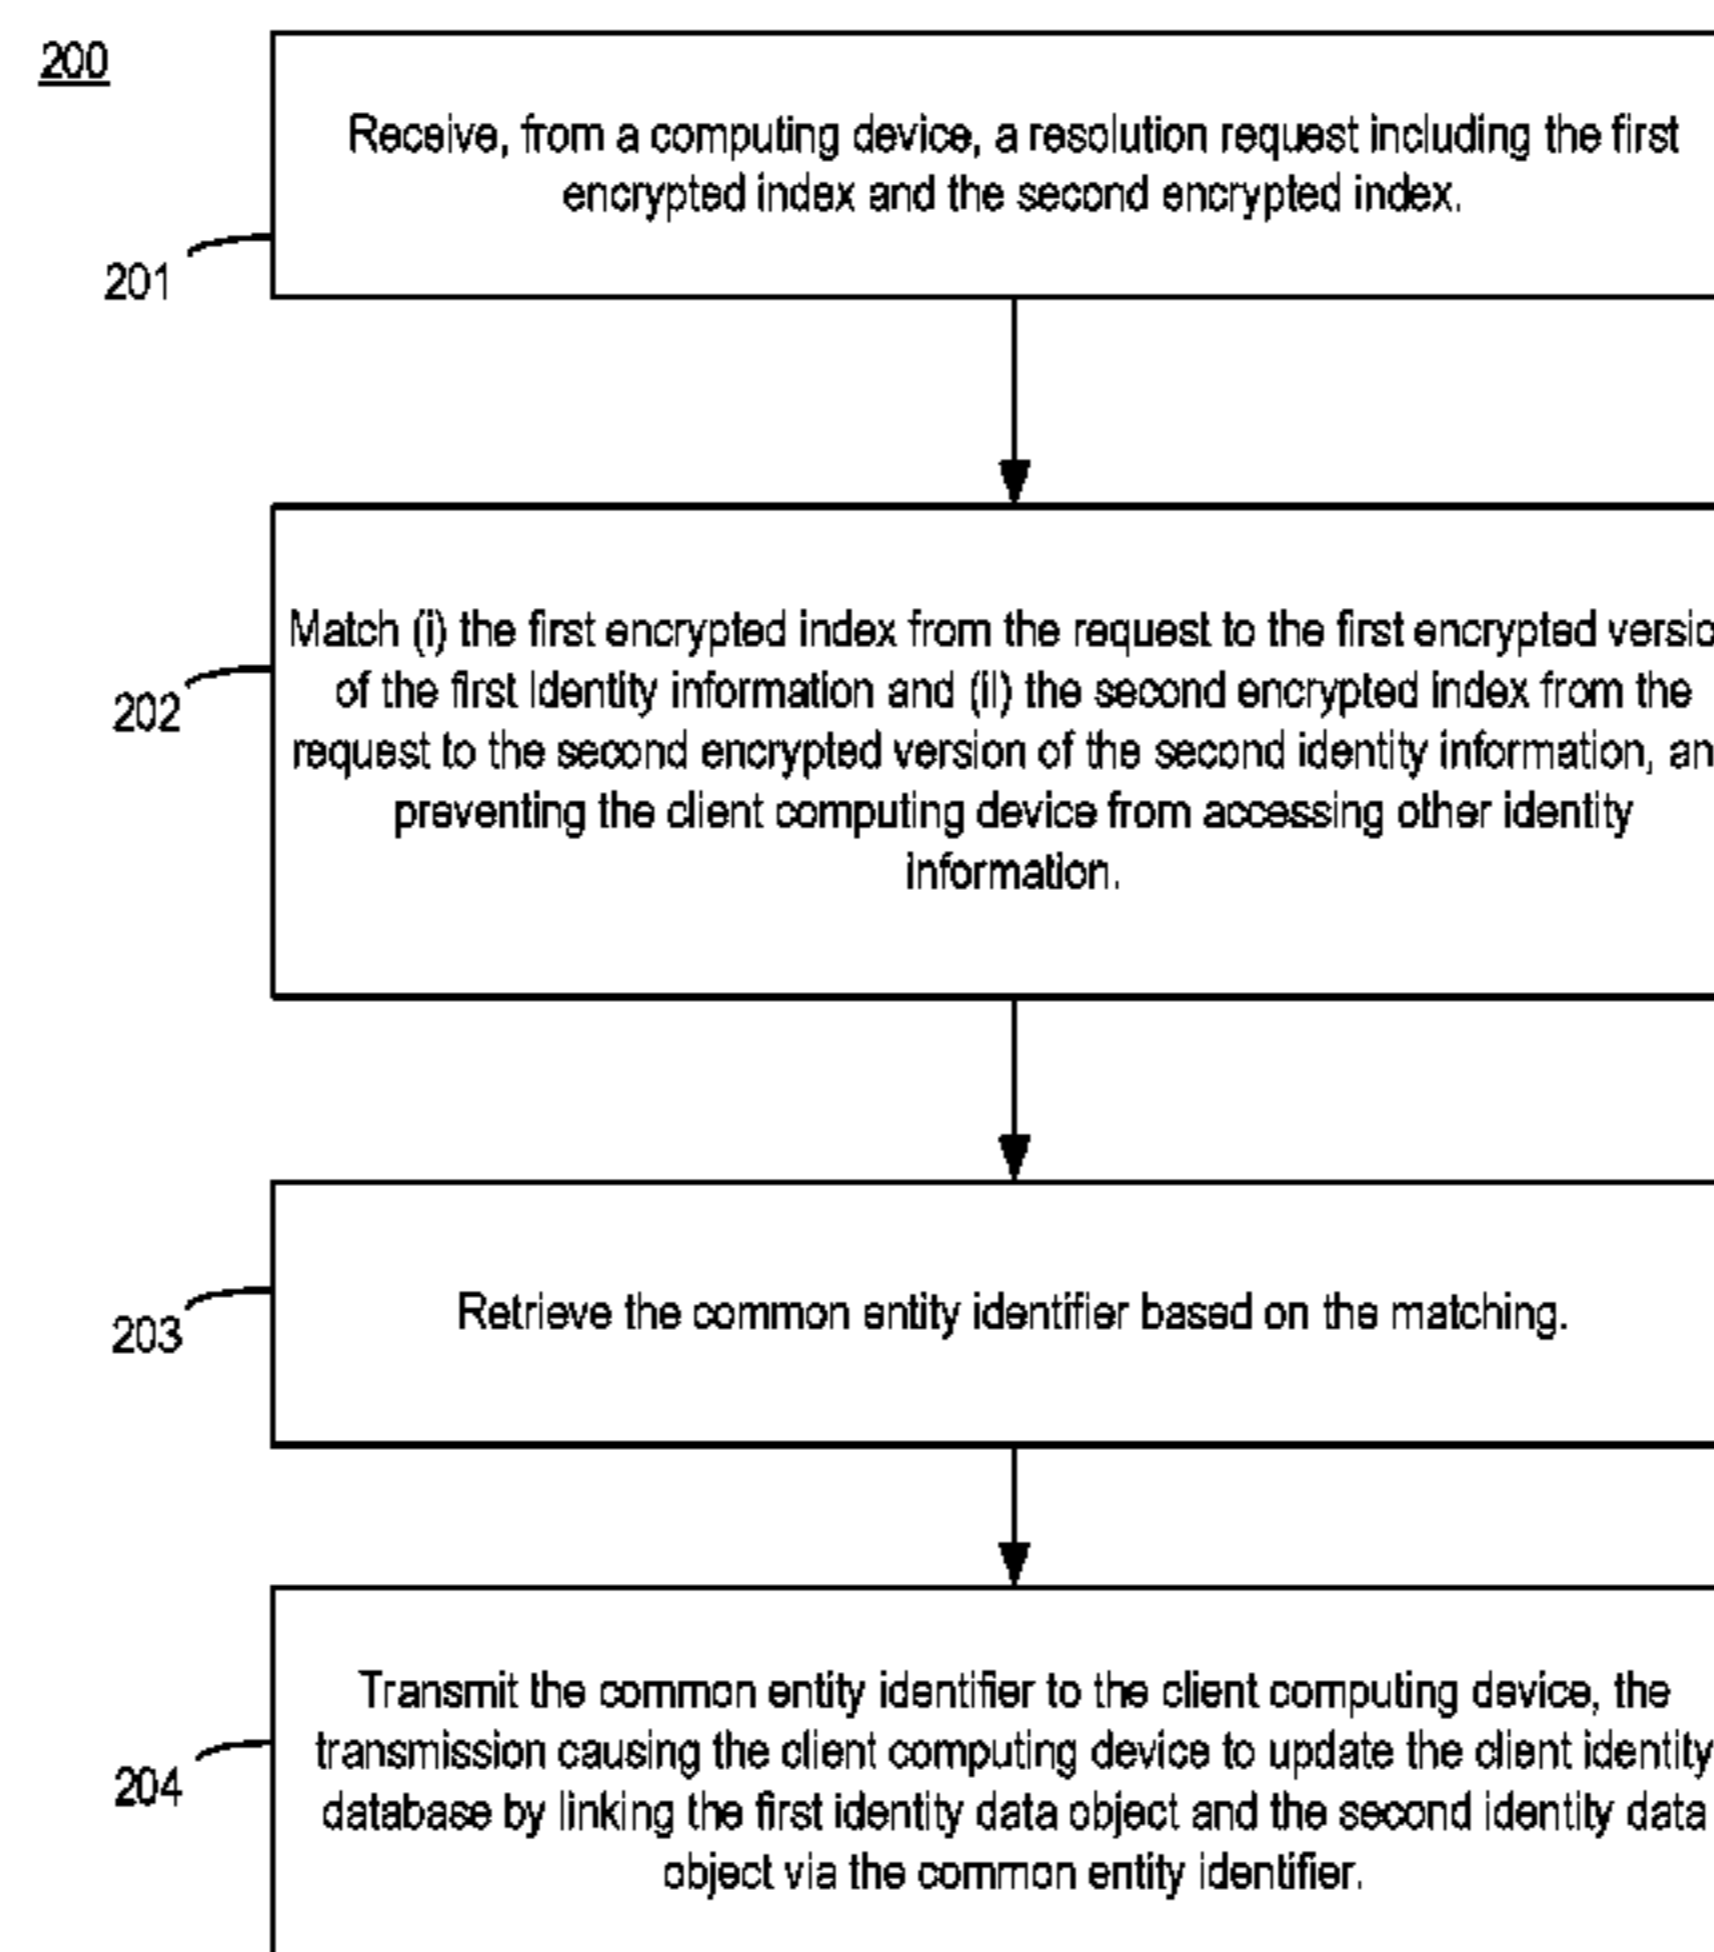 200
Receive, from a computing device, a resolution request including the first
encrypted index and the second encrypted index.
201
Match (i) the first encrypted index from the request to the first encrypted versio
of the first identity information and (ii) the second encrypted index from the
request to the second encrypted version of the second identity information, an
preventing the client computing device from accessing other identity
information.
202
Retrieve the common entity identifier based on the matching.
203
Transmit the common entity identifier to the client computing device, the
transmission causing the client computing device to update the client identity
database by linking the first identity data object and the second identity data
object via the common entity identifier.
204